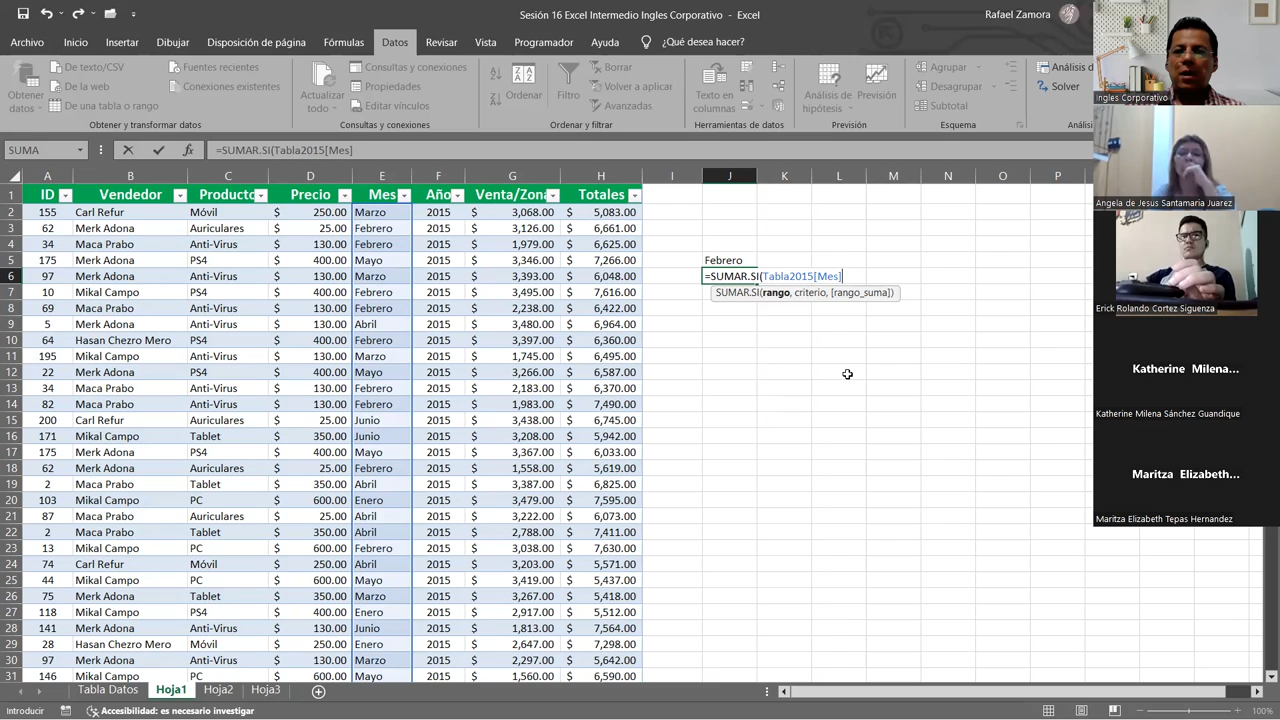 Sesión 16 Excel Intermedio Ingles Corporativo - Excel
Rafael Zamora
Archivo Inicio Insertar Dibujar Disposición de página Fórmulas Datos Revisar Vista Programador Ayuda ¿Qué desea hacer?
Obtener datos
De texto/CSV
De la web
De una tabla o rango
Fuentes recientes
Conexiones existentes
Obtener y transformar datos
Actualizar todo
Consultas y conexiones
Propiedades
Editar vínculos
Consultas y conexiones
Ordenar
Filtro
Borrar
Volver a aplicar
Avanzadas
Ordenar y filtrar
Texto en columnas
Herramientas de datos
Análisis de hipótesis
Previsión
Previsión
Agrupar
Desagrupar
Subtotal
Esquema
Análisis d
Solver
Análisi
SUMA
=SUMAR.SI(Tabla2015[Mes]
A B C D E F G H I J K L M N O P
1 ID Vendedor Producto Precio Mes Año Venta/Zona Totales
2 155 Carl Refur Móvil $ 250.00 Marzo 2015 $ 3,068.00 $ 5,083.00
3 62 Merk Adona Auriculares $ 25.00 Febrero 2015 $ 3,126.00 $ 6,661.00
4 34 Maca Prabo Anti-Virus $ 130.00 Febrero 2015 $ 1,979.00 $ 6,625.00
5 175 Merk Adona PS4 $ 400.00 Mayo 2015 $ 3,346.00 $ 7,266.00 Febrero
6 97 Merk Adona Anti-Virus $ 130.00 Marzo 2015 $ 3,393.00 $ 6,048.00 =SUMAR.SI(Tabla2015[Mes]
7 10 Mikal Campo PS4 $ 400.00 Febrero 2015 $ 3,495.00 $ 7,616.00 SUMAR.SI(rango, criterio, [rango_suma])
8 69 Merk Adona Anti-Virus $ 130.00 Febrero 2015 $ 2,238.00 $ 6,422.00
9 5 Merk Adona Anti-Virus $ 130.00 Abril 2015 $ 3,480.00 $ 6,964.00
10 64 Hasan Chezro Mero PS4 $ 400.00 Febrero 2015 $ 3,397.00 $ 6,360.00
11 195 Mikal Campo Anti-Virus $ 130.00 Marzo 2015 $ 1,745.00 $ 6,495.00
12 22 Merk Adona PS4 $ 400.00 Mayo 2015 $ 3,266.00 $ 6,587.00
13 34 Maca Prabo Anti-Virus $ 130.00 Febrero 2015 $ 2,183.00 $ 6,370.00
14 82 Maca Prabo Anti-Virus $ 130.00 Febrero 2015 $ 1,983.00 $ 7,490.00
15 200 Carl Refur Auriculares $ 25.00 Junio 2015 $ 3,438.00 $ 6,745.00
16 171 Mikal Campo Tablet $ 350.00 Junio 2015 $ 3,208.00 $ 5,942.00
17 175 Merk Adona PS4 $ 400.00 Mayo 2015 $ 3,367.00 $ 6,033.00
18 62 Merk Adona Auriculares $ 25.00 Febrero 2015 $ 1,558.00 $ 5,619.00
19 2 Maca Prabo Tablet $ 350.00 Abril 2015 $ 3,387.00 $ 6,825.00
20 103 Mikal Campo PC $ 600.00 Enero 2015 $ 3,479.00 $ 7,595.00
21 87 Maca Prabo Auriculares $ 25.00 Abril 2015 $ 3,222.00 $ 6,073.00
22 2 Maca Prabo Tablet $ 350.00 Abril 2015 $ 2,788.00 $ 7,411.00
23 13 Mikal Campo PC $ 600.00 Febrero 2015 $ 3,038.00 $ 7,630.00
24 74 Carl Refur Móvil $ 250.00 Abril 2015 $ 3,203.00 $ 5,571.00
25 44 Mikal Campo PC $ 600.00 Mayo 2015 $ 3,419.00 $ 5,437.00
26 75 Merk Adona Tablet $ 350.00 Marzo 2015 $ 3,267.00 $ 5,418.00
27 118 Mikal Campo PS4 $ 400.00 Enero 2015 $ 2,917.00 $ 5,512.00
28 141 Merk Adona Anti-Virus $ 130.00 Junio 2015 $ 1,813.00 $ 7,564.00
29 28 Hasan Chezro Mero Móvil $ 250.00 Enero 2015 $ 2,647.00 $ 7,298.00
30 97 Merk Adona Anti-Virus $ 130.00 Marzo 2015 $ 2,297.00 $ 5,642.00
31 146 Mikal Campo PC $ 600.00 Mayo 2015 $ 1,560.00 $ 6,590.00
Tabla Datos Hoja1 Hoja2 Hoja3
Introducir Accesibilidad: es necesario investigar 100%
Ingles Corporativo
Angela de Jesus Santamaria Juarez
Erick Rolando Cortez Siguenza
Katherine Milena...
Katherine Milena Sánchez Guandique
Maritza Elizabeth...
Maritza Elizabeth Tepas Hernandez